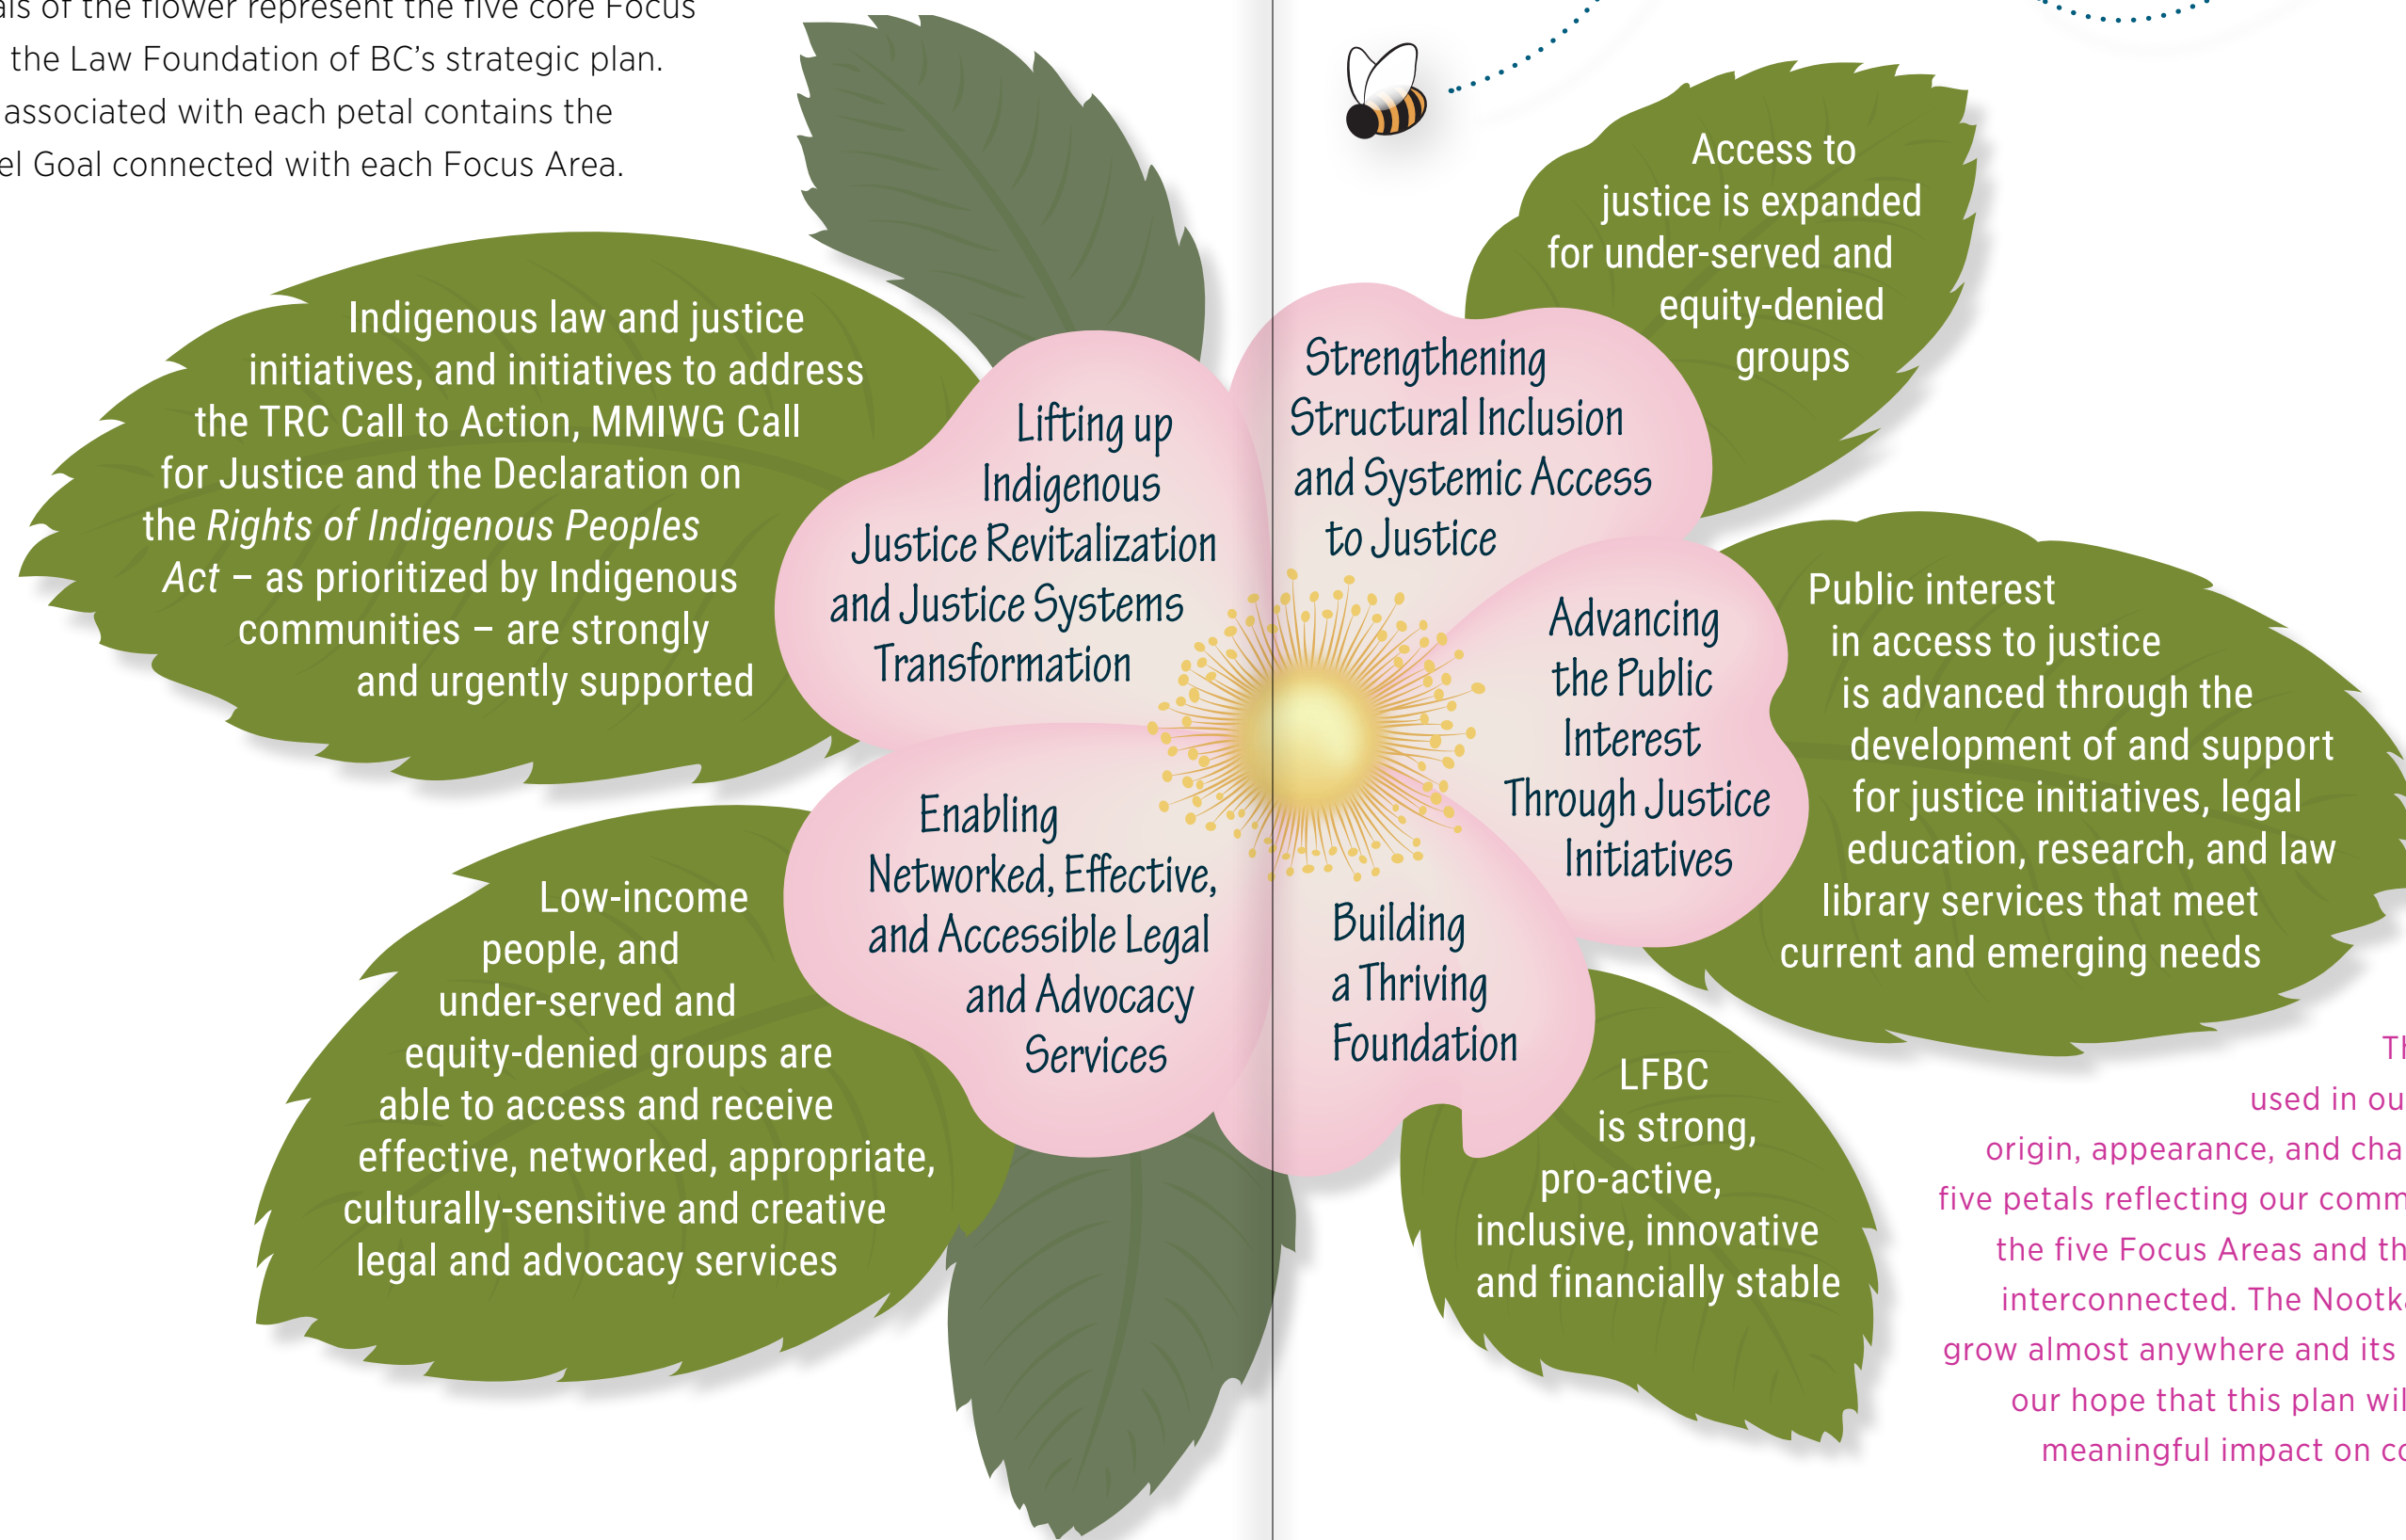 of the flower represent the five core Focus
the Law Foundation of BC's strategic plan.
associated with each petal contains the
Goal connected with each Focus Area.
Indigenous law and justice
initiatives, and initiatives to address
the TRC Call to Action, MMIWG Call
for Justice and the Declaration on
the Rights of Indigenous Peoples
Act – as prioritized by Indigenous
communities – are strongly
and urgently supported
Lifting up
Indigenous
Justice Revitalization
and Justice Systems
Transformation
Strengthening
Structural Inclusion
and Systemic Access
to Justice
Access to
justice is expanded
for under-served and
equity-denied
groups
Advancing
the Public
Interest
Through Justice
Initiatives
Public interest
in access to justice
is advanced through the
development of and support
for justice initiatives, legal
education, research, and law
library services that meet
current and emerging needs
Enabling
Networked, Effective,
and Accessible Legal
and Advocacy
Services
Low-income
people, and
under-served and
equity-denied groups are
able to access and receive
effective, networked, appropriate,
culturally-sensitive and creative
legal and advocacy services
Building
a Thriving
Foundation
LFBC
is strong,
pro-active,
inclusive, innovative
and financially stable
used in
origin, appearance, and
five petals reflecting our
the five Focus Areas and
interconnected. The
grow almost anywhere and its
our hope that this plan
meaningful impact on